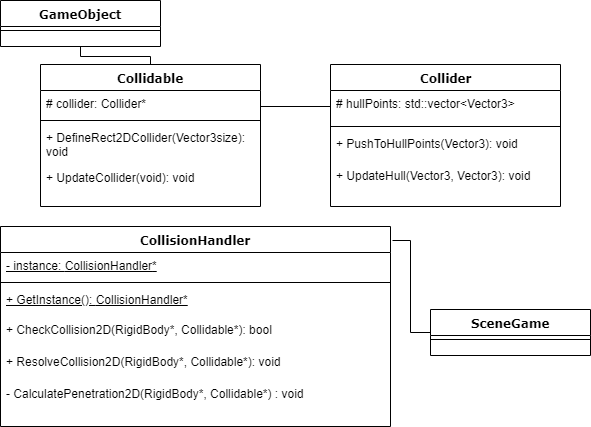 GameObject
Collidable
# collider: Collider*
+ DefineRect2DCollider(Vector3size):
void
+ UpdateCollider(void): void
Collider
# hullPoints: std::vector<Vector3>
+ PushToHullPoints(Vector3): void
+ UpdateHull(Vector3, Vector3): void
CollisionHandler
- instance: CollisionHandler*
+ GetInstance(): CollisionHandler*
+ CheckCollision2D(RigidBody*, Collidable*): bool
+ ResolveCollision2D(RigidBody*, Collidable*): void
- CalculatePenetration2D(RigidBody*, Collidable*) : void
SceneGame